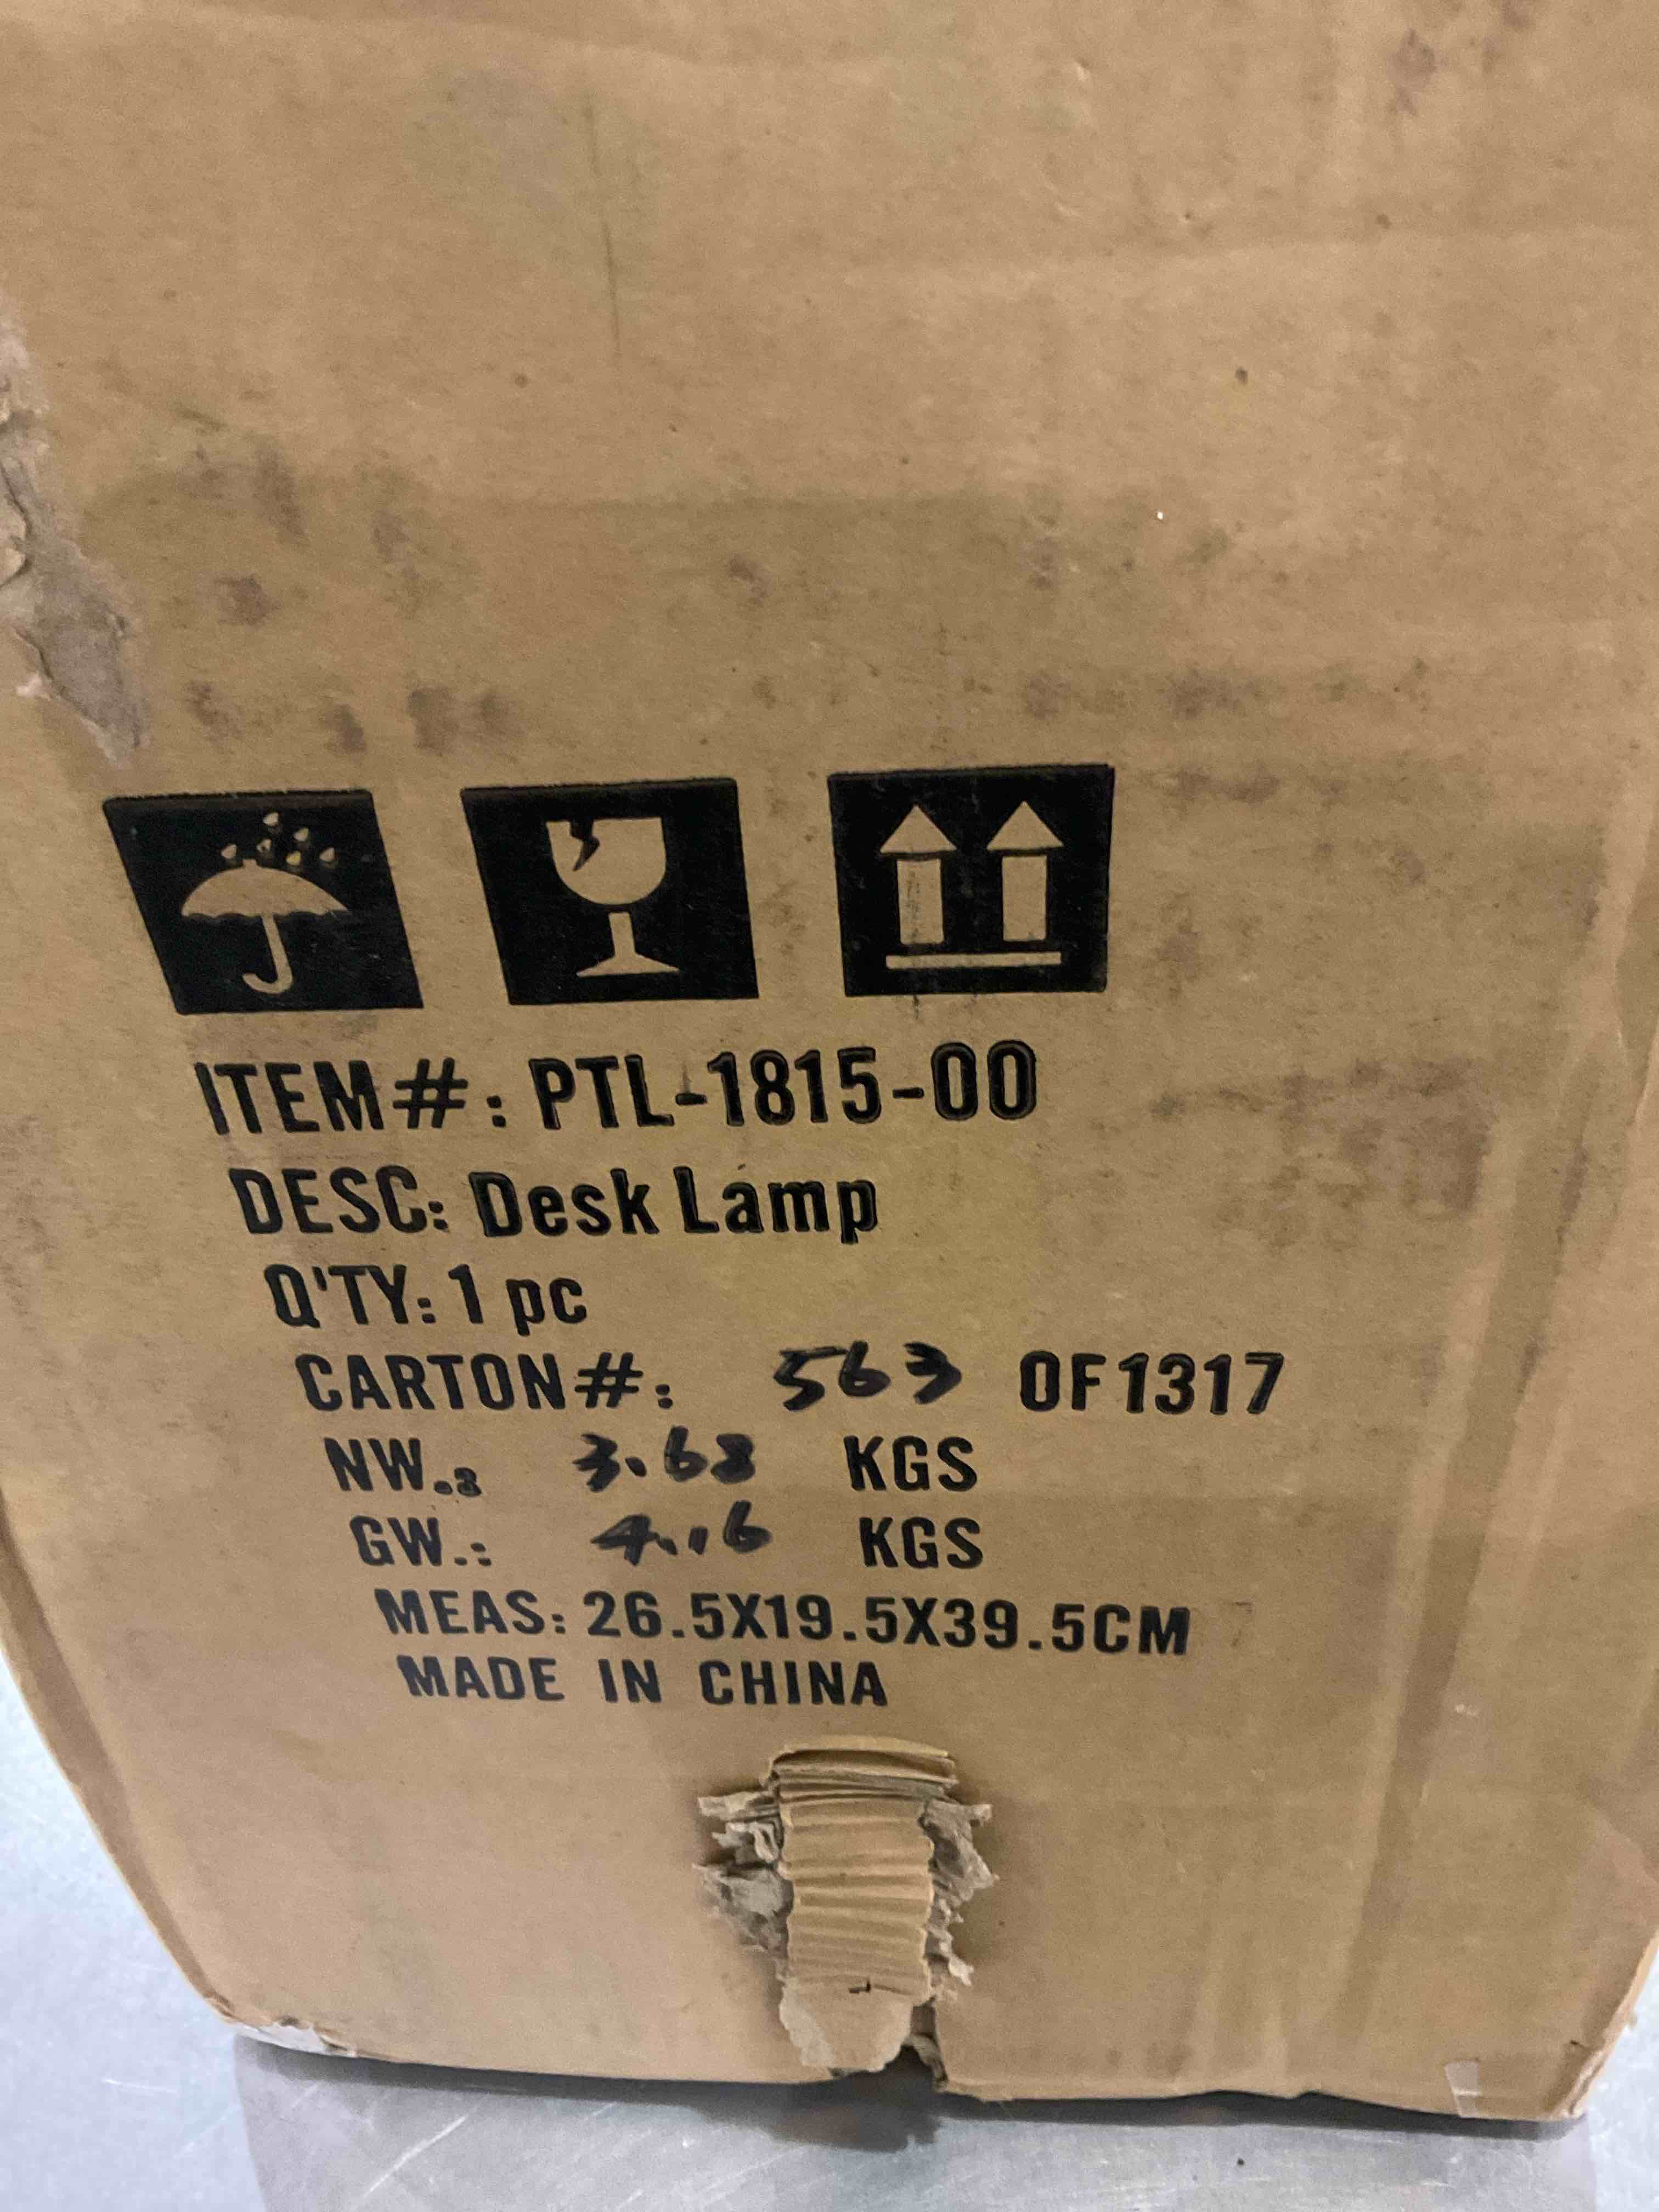 ITEM#: PTL-1815-00
DESC: Desk Lamp
Q'TY: 1 pc
CARTON#: 563 OF 1317
NW.: 3.68 KGS
GW.: 4.16 KGS
MEAS: 26.5X19.5X39.5CM
MADE IN CHINA